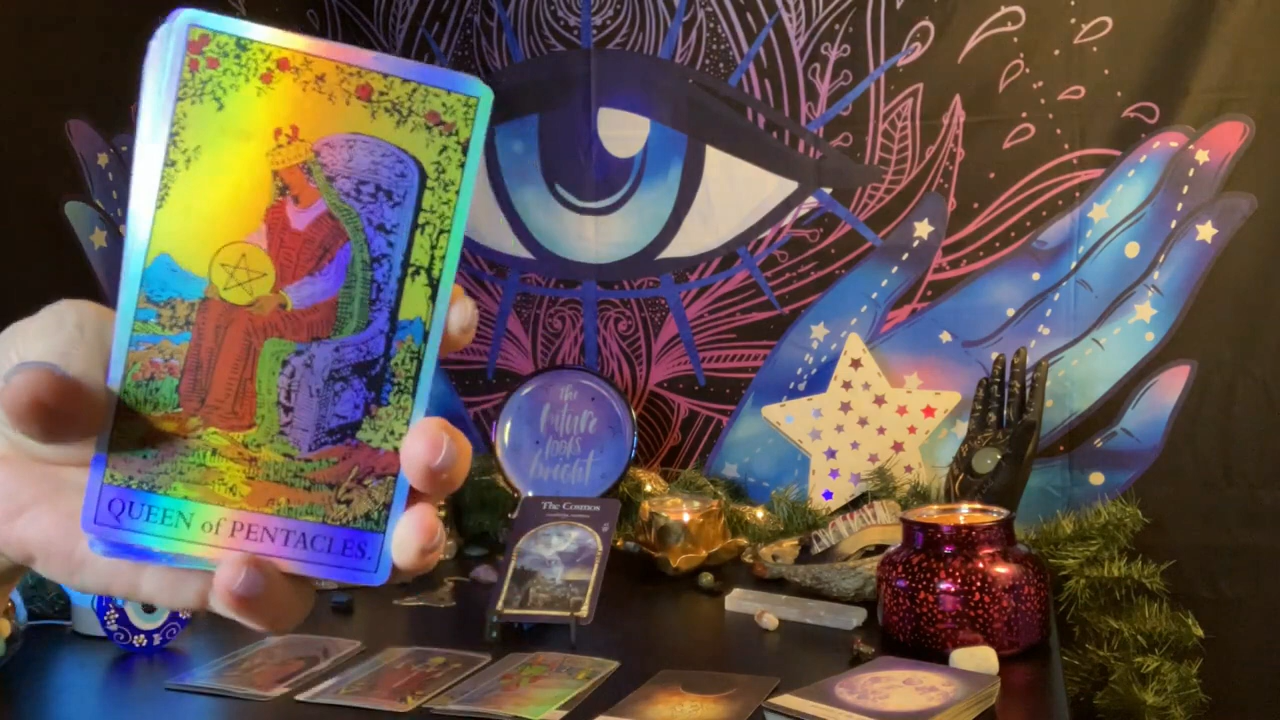 QUEEN of PENTACLES.
the
future
looks
bright
The Cosmos